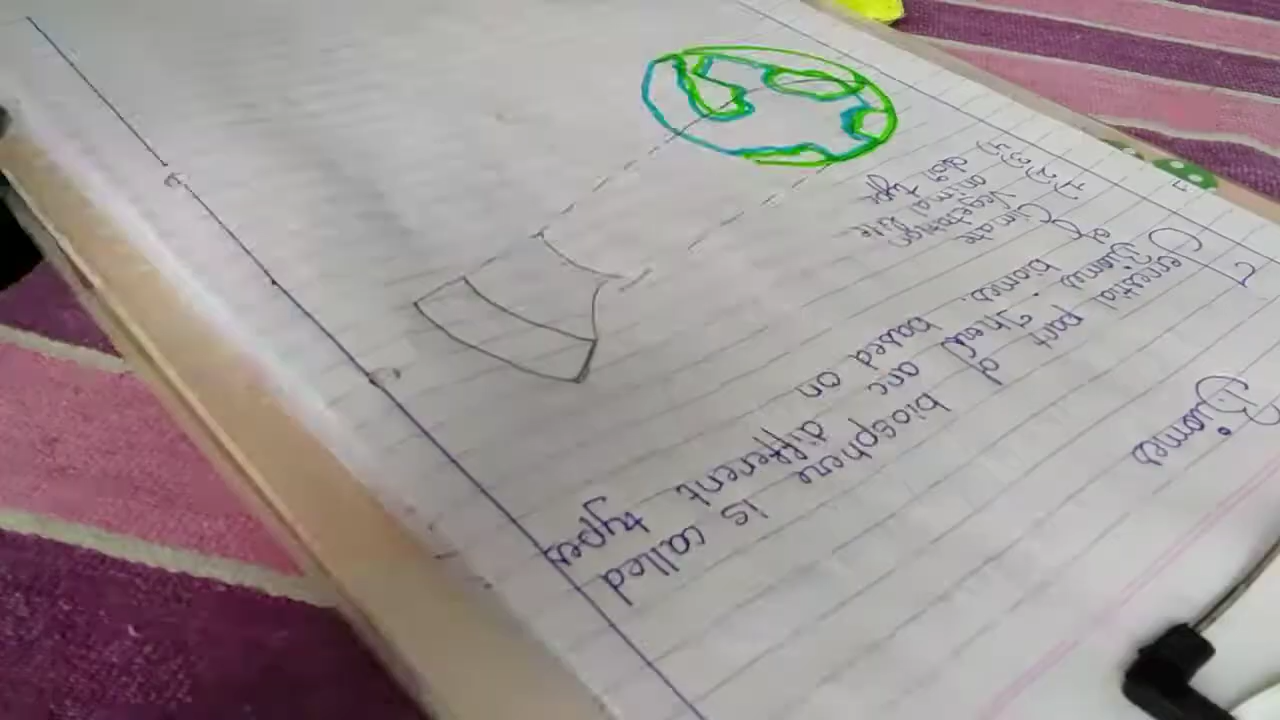 Biomes
Terrestial part of biosphere is called
Biomes. There are different types
of biomes. based on
1) Climate
2) Vegetation
3) animal life
4) soil type